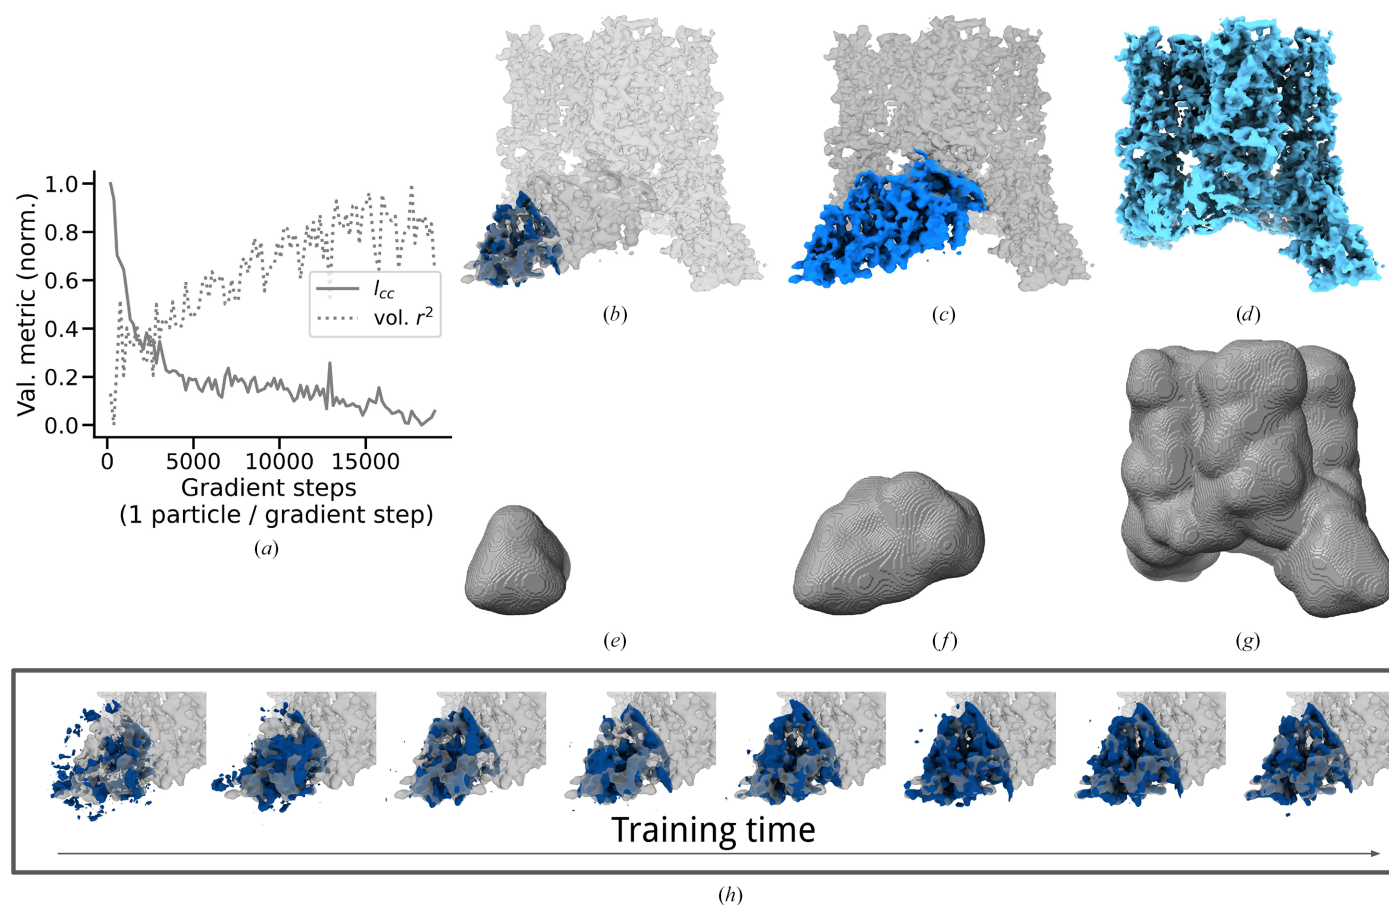 1.0
0.8
0.6
0.4
0.2
0.0
Val. metric (norm.)
l_cc
vol. r²
0 5000 10000 15000
Gradient steps
(1 particle / gradient step)
(a)
(b)
(c)
(d)
(e)
(f)
(g)
Training time
(h)